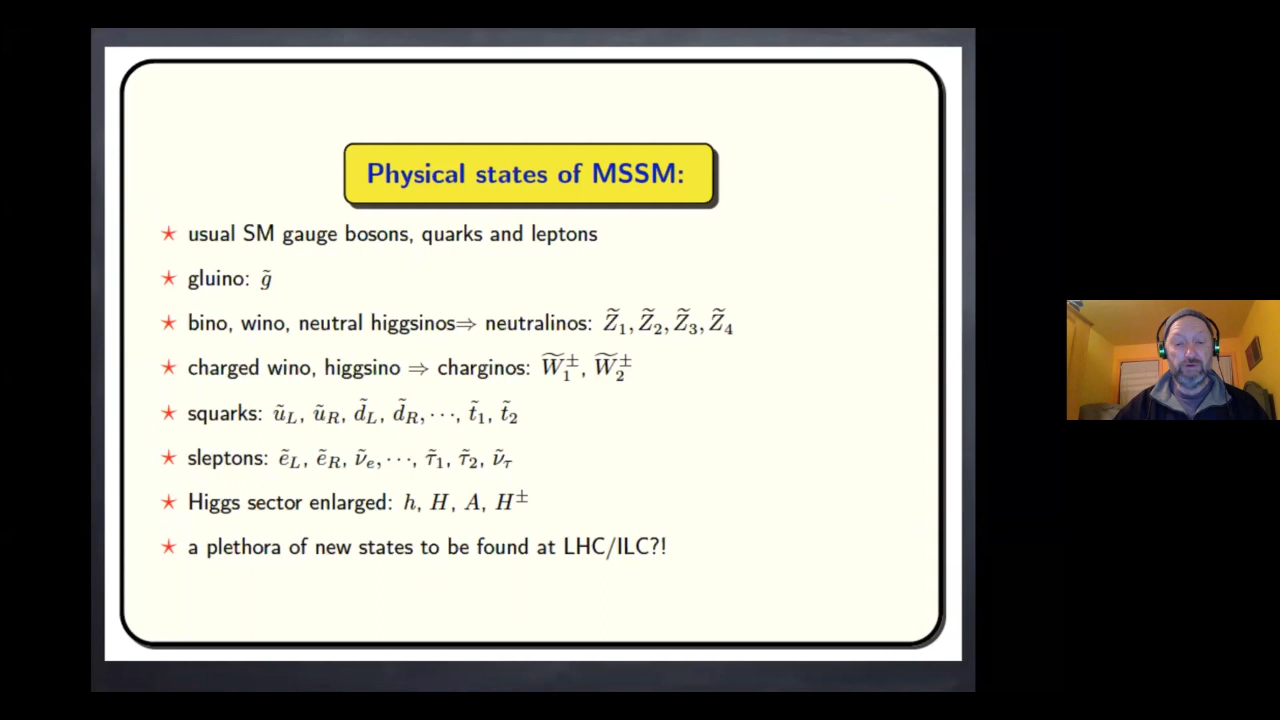 Physical states of MSSM:
★ usual SM gauge bosons, quarks and leptons
★ gluino: g̃
★ bino, wino, neutral higgsinos⇒ neutralinos: Z̃₁, Z̃₂, Z̃₃, Z̃₄
★ charged wino, higgsino ⇒ charginos: W̃₁±, W̃₂±
★ squarks: ũ_L, ũ_R, d̃_L, d̃_R, ⋯, t̃₁, t̃₂
★ sleptons: ẽ_L, ẽ_R, ν̃_e, ⋯, τ̃₁, τ̃₂, ν̃_τ
★ Higgs sector enlarged: h, H, A, H±
★ a plethora of new states to be found at LHC/ILC?!